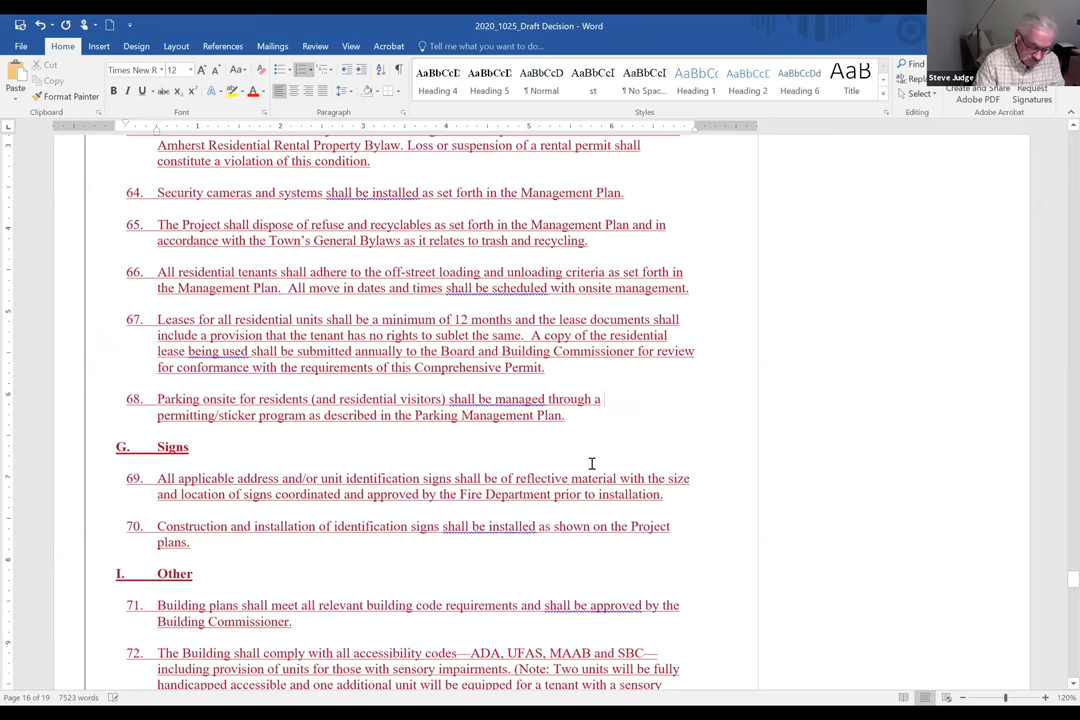 2020_1025_Draft Decision - Word
File Home Insert Design Layout References Mailings Review View Acrobat Tell me what you want to do...
Steve Judge
Paste
Cut
Copy
Format Painter
Clipboard
Times New R 12
Font
Paragraph
AaBbCcD AaBbCcD AaBbCcD AaBbCcI AaBbCcD AaBbCc AaBbCcD AaBbCcDd AaB
Heading 4 Heading 5 ¶ Normal ¶ List ¶ No Spac... Heading 1 Heading 2 Heading 6 Title
Styles
Find
Select
Editing
Create and Share Adobe PDF
Request Signatures
Adobe Acrobat
Amherst Residential Rental Property Bylaw. Loss or suspension of a rental permit shall
constitute a violation of this condition.
64. Security cameras and systems shall be installed as set forth in the Management Plan.
65. The Project shall dispose of refuse and recyclables as set forth in the Management Plan and in
accordance with the Town's General Bylaws as it relates to trash and recycling.
66. All residential tenants shall adhere to the off-street loading and unloading criteria as set forth in
the Management Plan. All move in dates and times shall be scheduled with onsite management.
67. Leases for all residential units shall be a minimum of 12 months and the lease documents shall
include a provision that the tenant has no rights to sublet the same. A copy of the residential
lease being used shall be submitted annually to the Board and Building Commissioner for review
for conformance with the requirements of this Comprehensive Permit.
68. Parking onsite for residents (and residential visitors) shall be managed through a
permitting/sticker program as described in the Parking Management Plan.
G. Signs
69. All applicable address and/or unit identification signs shall be of reflective material with the size
and location of signs coordinated and approved by the Fire Department prior to installation.
70. Construction and installation of identification signs shall be installed as shown on the Project
plans.
I. Other
71. Building plans shall meet all relevant building code requirements and shall be approved by the
Building Commissioner.
72. The Building shall comply with all accessibility codes—ADA, UFAS, MAAB and SBC—
including provision of units for those with sensory impairments. (Note: Two units will be fully
handicapped accessible and one additional unit will be equipped for a tenant with a sensory
Page 16 of 19 7523 words
120%